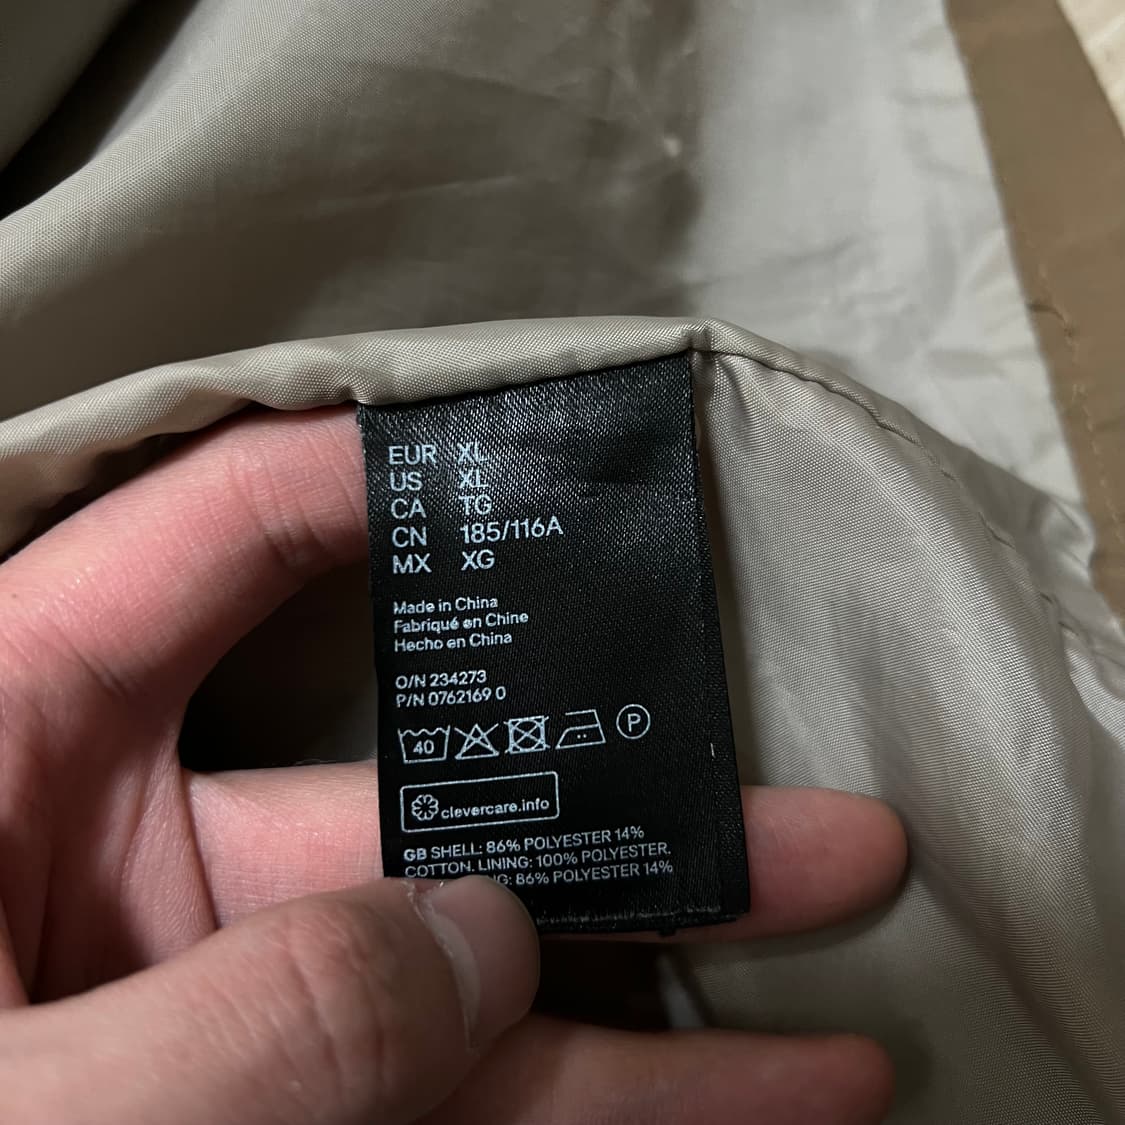 EUR XL
US XL
CA TG
CN 185/116A
MX XG
Made in China
Fabriqué en Chine
Hecho en China
O/N 234273
P/N 0762169 0
40
P
clevercare.info
GB SHELL: 86% POLYESTER 14%
COTTON. LINING: 100% POLYESTER.
86% POLYESTER 14%